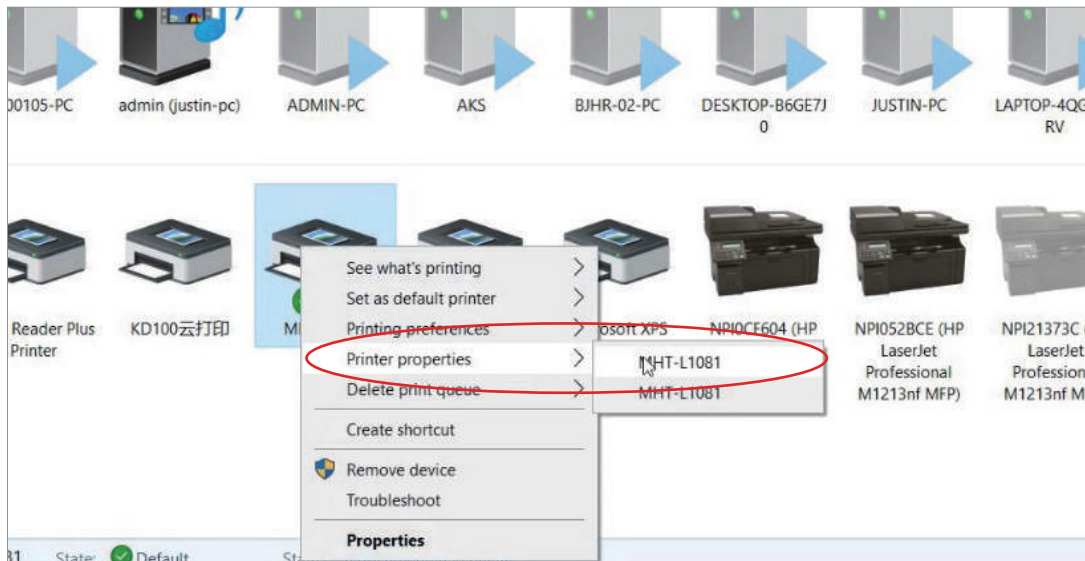 00105-PC
admin (justin-pc)
ADMIN-PC
AKS
BJHR-02-PC
DESKTOP-B6GE7J
0
JUSTIN-PC
LAPTOP-4QG
RV
Reader Plus
Printer
KD100云打印
osoft XPS
NPI0CF604 (HP
NPI052BCE (HP
LaserJet
Professional
M1213nf MFP)
NPI21373C
LaserJet
Profession
M1213nf M
See what's printing
Set as default printer
Printing preferences
Printer properties
Delete print queue
Create shortcut
Remove device
Troubleshoot
Properties
MHT-L1081
MHT-L1081
81
State:
Default